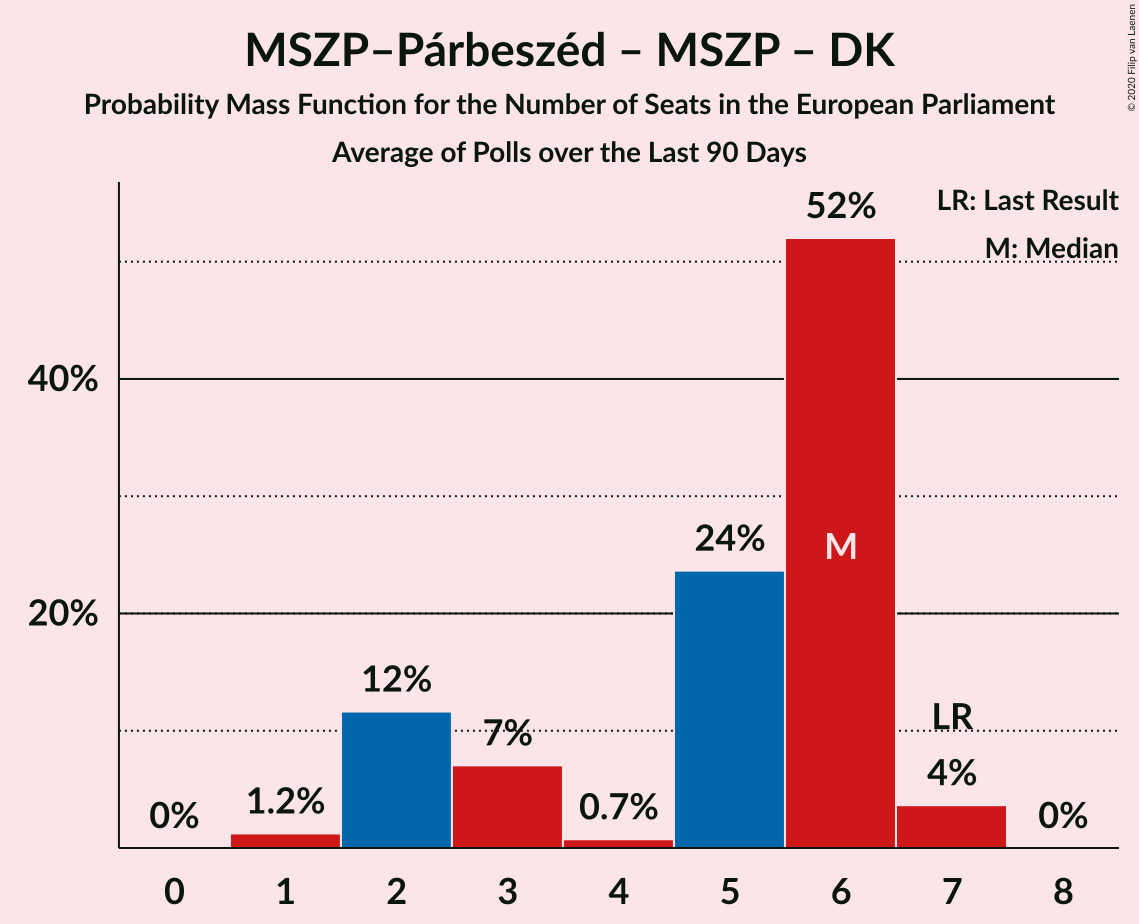 MSZP–Párbeszéd – MSZP – DK
Probability Mass Function for the Number of Seats in the European Parliament
Average of Polls over the Last 90 Days
© 2020 Filip van Laenen
LR: Last Result
M: Median
52%
40%
24%
M
20%
12%
7%
LR
4%
1.2%
0.7%
0%
0%
0 1 2 3 4 5 6 7 8